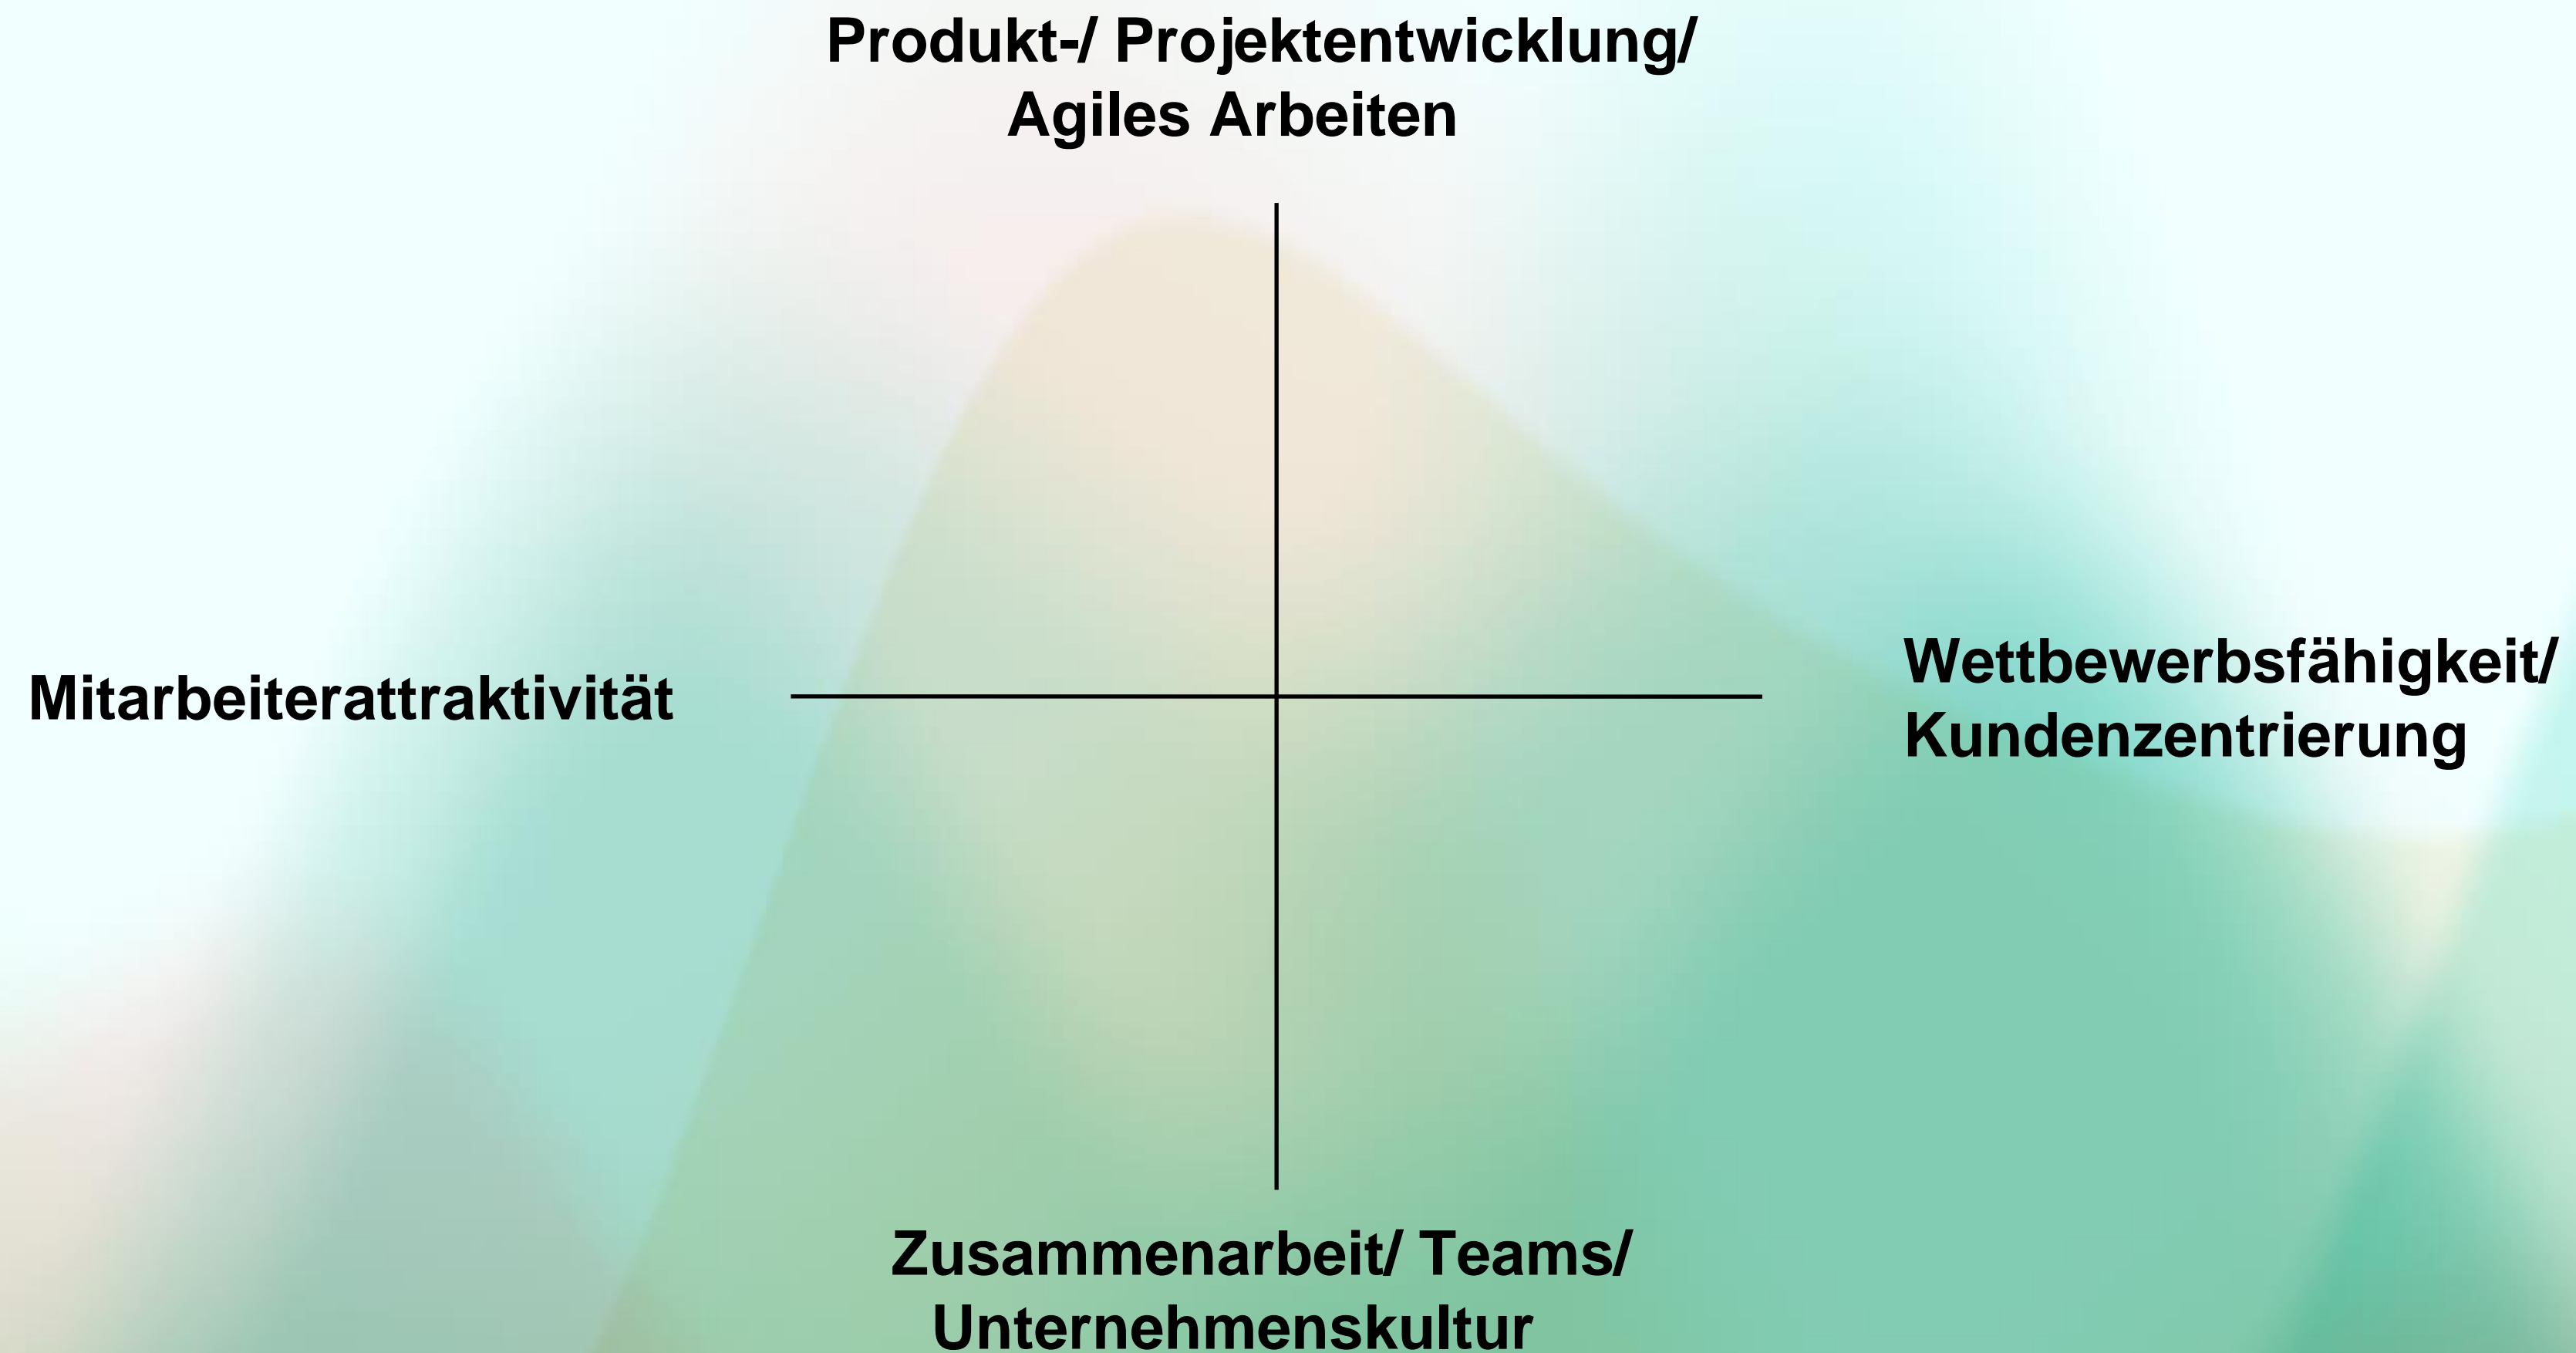 Produkt-/ Projektentwicklung/
Agiles Arbeiten
Mitarbeiterattraktivität
Wettbewerbsfähigkeit/
Kundenzentrierung
Zusammenarbeit/ Teams/
Unternehmenskultur